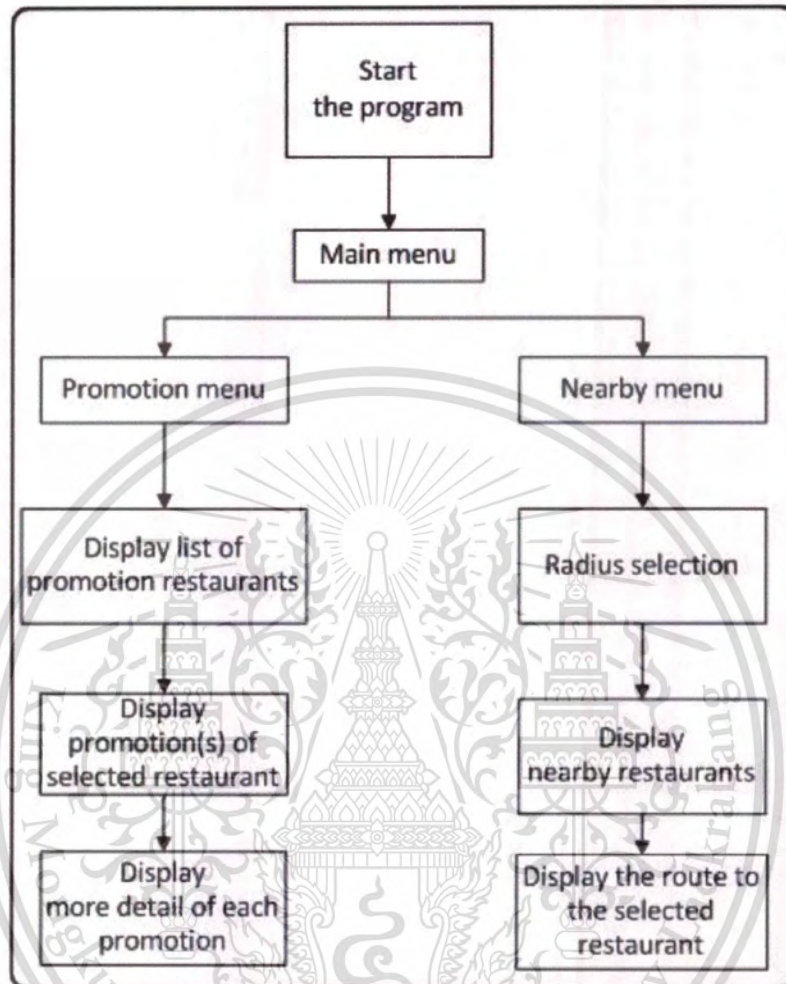 Start
the program
Main menu
Promotion menu
Nearby menu
Display list of
promotion restaurants
Radius selection
Display
promotion(s) of
selected restaurant
Display
nearby restaurants
Display
more detail of each
promotion
Display the route to
the selected
restaurant